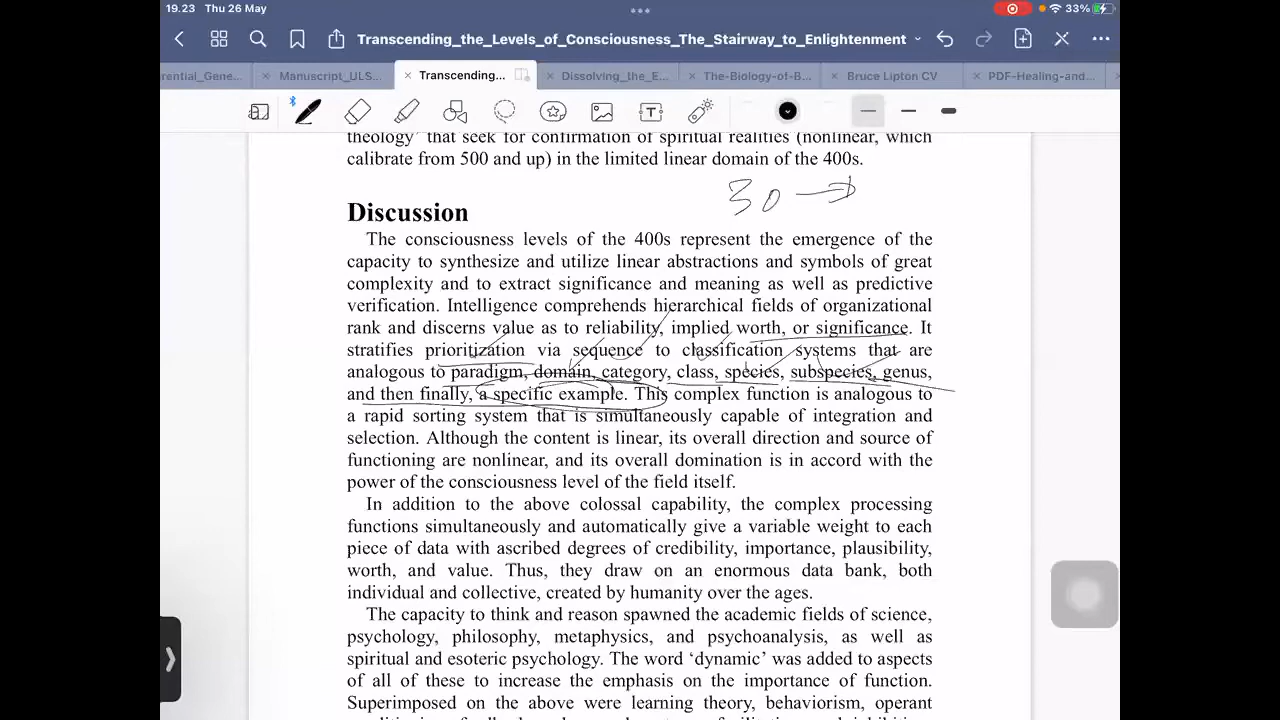 19.23 Thu 26 May
33%
Transcending_the_Levels_of_Consciousness_The_Stairway_to_Enlightenment
rential_Gene...
Manuscript_ULS...
Transcending...
Dissolving_the_E...
The-Biology-of-B...
Bruce Lipton CV
PDF-Healing-and...
T
theology’ that seek for confirmation of spiritual realities (nonlinear, which
calibrate from 500 and up) in the limited linear domain of the 400s.
30
Discussion
The consciousness levels of the 400s represent the emergence of the
capacity to synthesize and utilize linear abstractions and symbols of great
complexity and to extract significance and meaning as well as predictive
verification. Intelligence comprehends hierarchical fields of organizational
rank and discerns value as to reliability, implied worth, or significance. It
stratifies prioritization via sequence to classification systems that are
analogous to paradigm, domain, category, class, species, subspecies, genus,
and then finally, a specific example. This complex function is analogous to
a rapid sorting system that is simultaneously capable of integration and
selection. Although the content is linear, its overall direction and source of
functioning are nonlinear, and its overall domination is in accord with the
power of the consciousness level of the field itself.
In addition to the above colossal capability, the complex processing
functions simultaneously and automatically give a variable weight to each
piece of data with ascribed degrees of credibility, importance, plausibility,
worth, and value. Thus, they draw on an enormous data bank, both
individual and collective, created by humanity over the ages.
The capacity to think and reason spawned the academic fields of science,
psychology, philosophy, metaphysics, and psychoanalysis, as well as
spiritual and esoteric psychology. The word ‘dynamic’ was added to aspects
of all of these to increase the emphasis on the importance of function.
Superimposed on the above were learning theory, behaviorism, operant